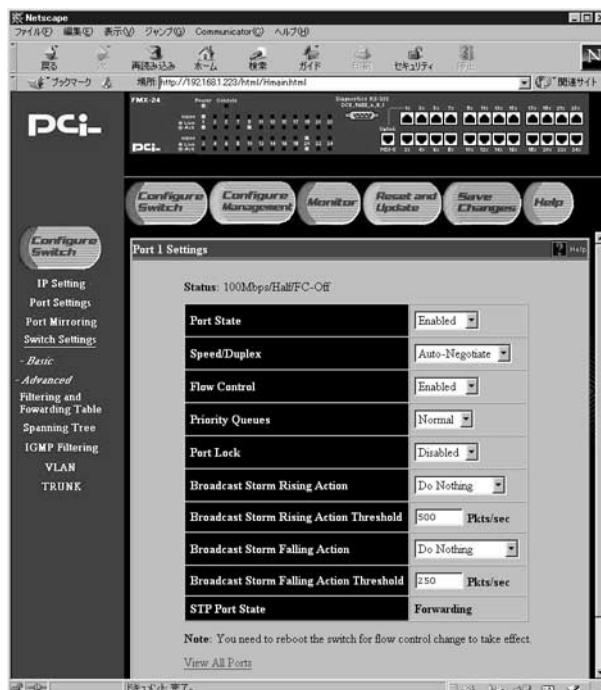 Netscape
ファイル(F) 編集(E) 表示(V) ジャンプ(G) Communicator(C) ヘルプ(H)
戻る 再読み込み ホーム 検索 ガイド 印刷 セキュリティ 停止
ブックマーク 場所: http://192.168.1.223/html/Hmain.html 関連サイト
PCi
FMX-24
Power Console
Diagnostics RS-232
PCi
Configure Switch
Configure Management
Monitor
Reset and Update
Save Changes
Help
Configure Switch
IP Setting
Port Settings
Port Mirroring
Switch Settings
- Basic
- Advanced
Filtering and
Fowarding Table
Spanning Tree
IGMP Filtering
VLAN
TRUNK
Port 1 Settings
? Help
Status: 100Mbps/Half/FC-Off
Port State Enabled
Speed/Duplex Auto-Negotiate
Flow Control Enabled
Priority Queues Normal
Port Lock Disabled
Broadcast Storm Rising Action Do Nothing
Broadcast Storm Rising Action Threshold 500 Pkts/sec
Broadcast Storm Falling Action Do Nothing
Broadcast Storm Falling Action Threshold 250 Pkts/sec
STP Port State Forwarding
Note: You need to reboot the switch for flow control change to take effect.
View All Ports
ドキュメント: 完了。